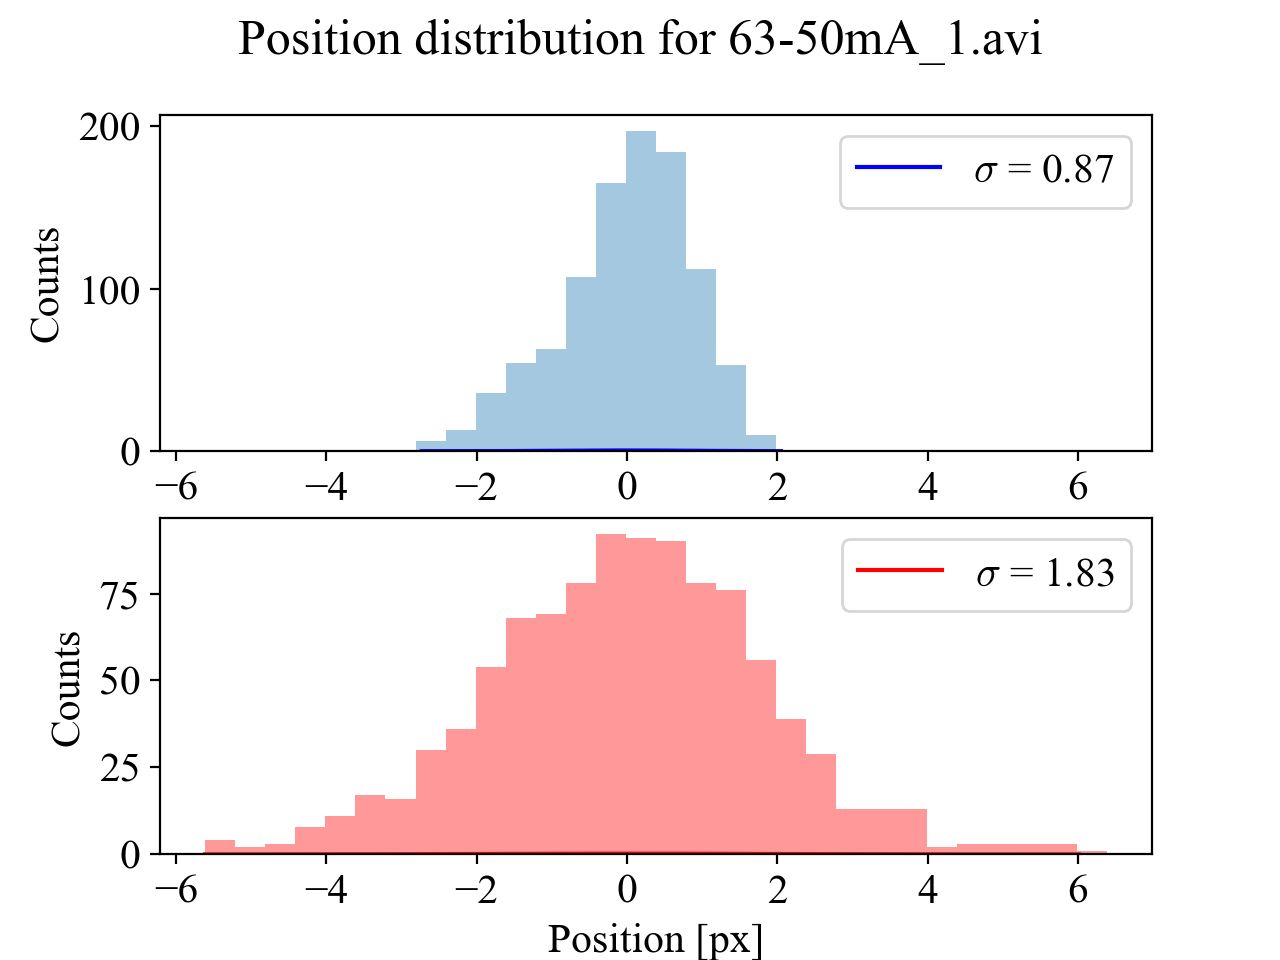 Position distribution for 63-50mA_1.avi
200
100
0
Counts
σ = 0.87
−6 −4 −2 0 2 4 6
75
50
25
0
Counts
σ = 1.83
−6 −4 −2 0 2 4 6
Position [px]